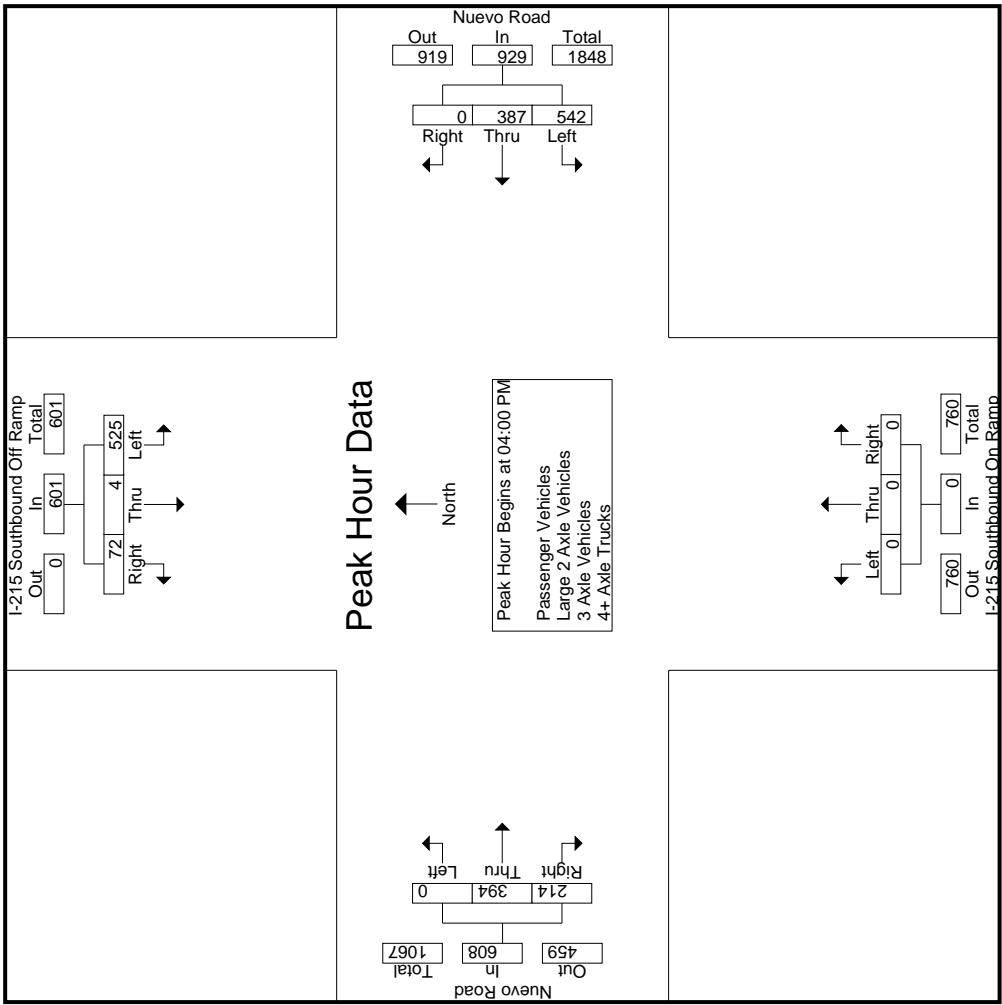 Nuevo Road
Out In Total
919 929 1848
0 387 542
Right Thru Left
I-215 Southbound Off Ramp
Out In Total
0 601 601
72 4 525
Right Thru Left
Peak Hour Data
North
Peak Hour Begins at 04:00 PM
Passenger Vehicles
Large 2 Axle Vehicles
3 Axle Vehicles
4+ Axle Trucks
Left Thru Right
0 0 0
760 0 760
Out In Total
I-215 Southbound On Ramp
Left Thru Right
0 394 214
1067 608 459
Total In Out
Nuevo Road